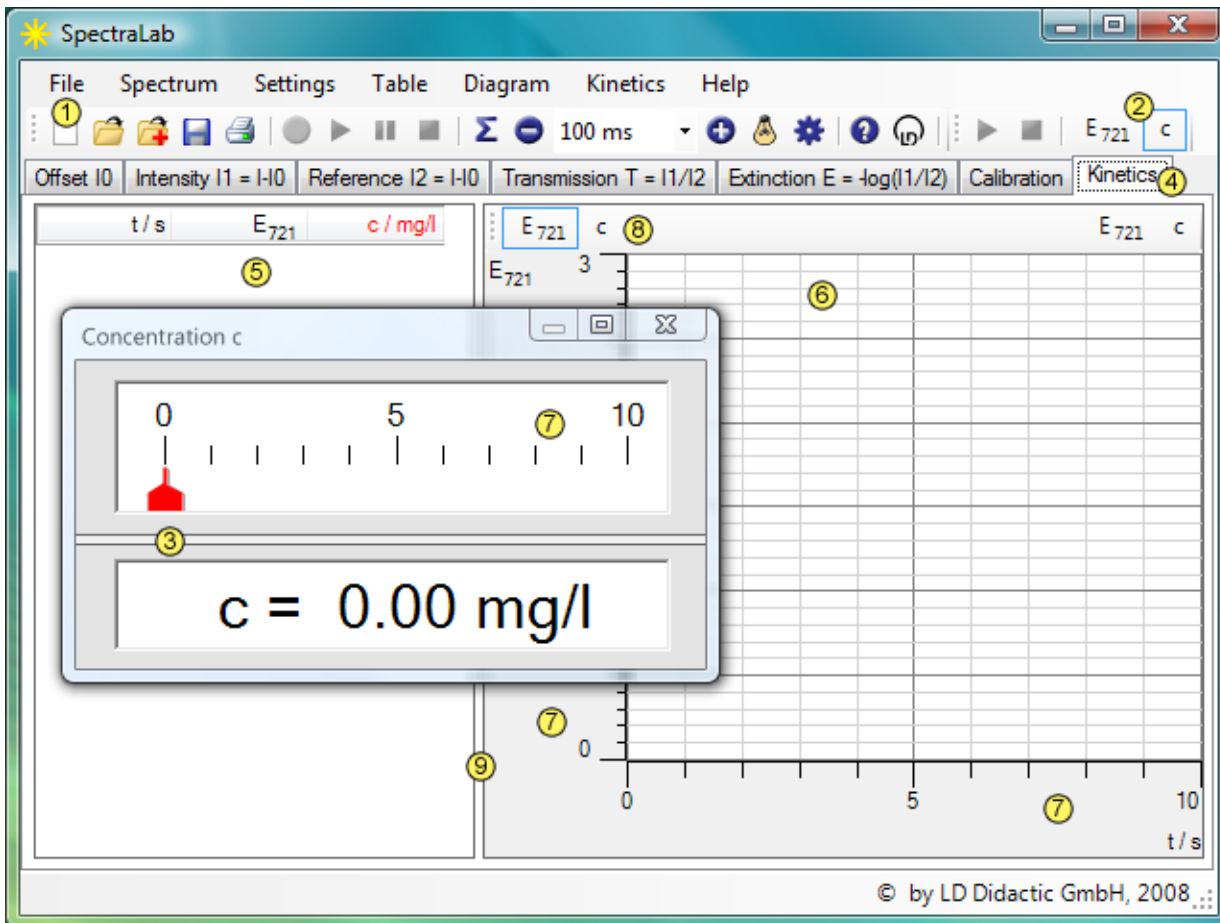 SpectraLab
File Spectrum Settings Table Diagram Kinetics Help
1 2
Σ 100 ms E721 c
Offset I0 Intensity I1 = I-I0 Reference I2 = I-I0 Transmission T = I1/I2 Extinction E = -log(I1/I2) Calibration Kinetics 4
t / s E721 c / mg/l
5
E721 c 8 E721 c
E721 3
6
Concentration c
0 5 7 10
3
c = 0.00 mg/l
7
0
9
0 5 7 10
t / s
© by LD Didactic GmbH, 2008